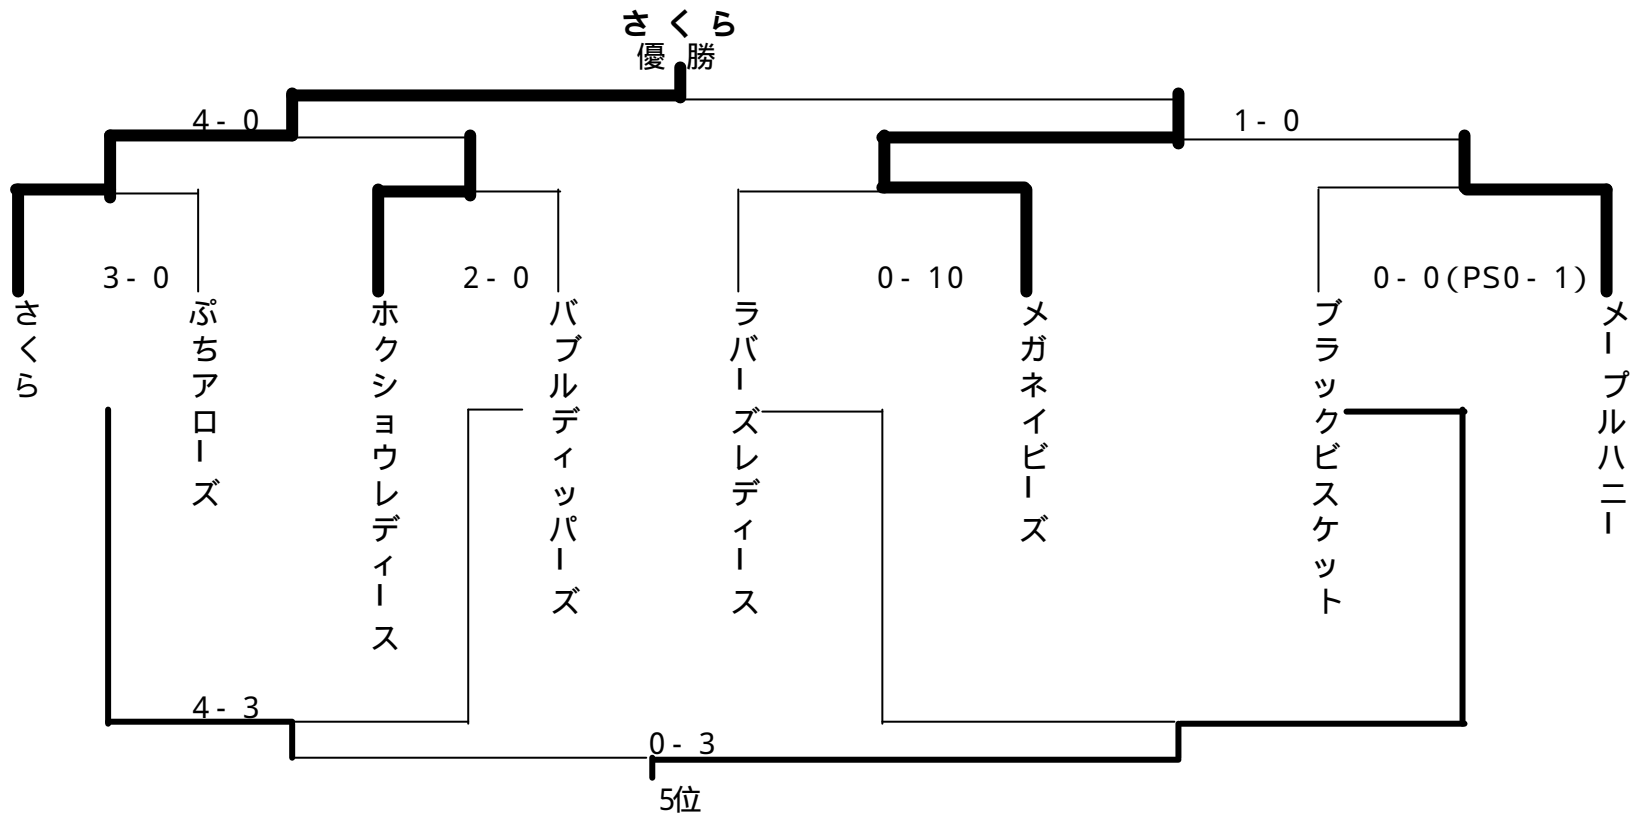 さくら
優勝
4-0
1-0
3-0
2-0
0-10
0-0(PS0-1)
さくら
ぷちアローズ
ホクショウレディース
バブルディッパーズ
ラバーズレディース
メガネイビーズ
ブラックビスケット
メープルハニー
4-3
0-3
5位